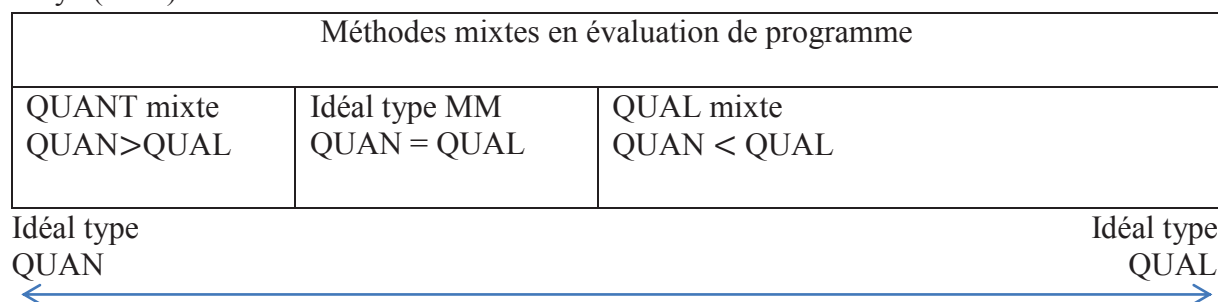 Méthodes mixtes en évaluation de programme
QUANT mixte
QUAN>QUAL
Idéal type MM
QUAN = QUAL
QUAL mixte
QUAN < QUAL
Idéal type
QUAN
Idéal type
QUAL